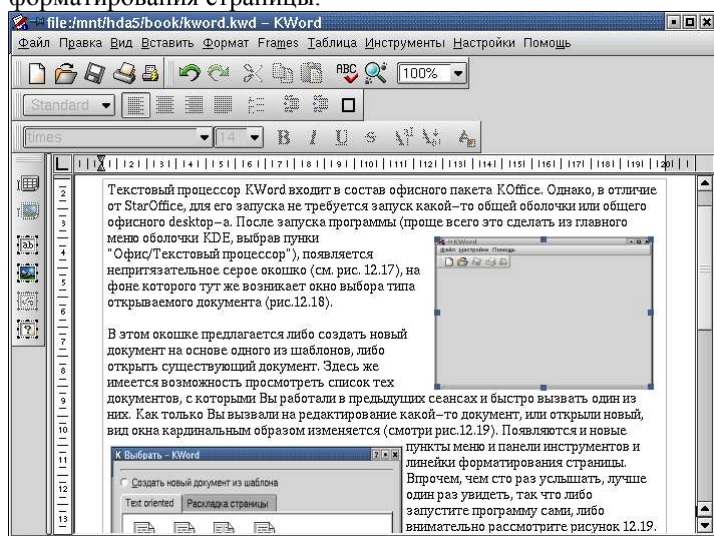 форматирования страницы.
file:/mnt/hda5/book/kword.kwd – KWord
Файл Правка Вид Вставить Формат Frames Таблица Инструменты Настройки Помощь
ABC 100%
Standard
times 14 B I U S
Текстовый процессор KWord входит в состав офисного пакета KOffice. Однако, в отличие
от StarOffice, для его запуска не требуется запуск какой–то общей оболочки или общего
офисного desktop–а. После запуска программы (проще всего это сделать из главного
меню оболочки KDE, выбрав пунки
"Офис/Текстовый процессор"), появляется
непритязательное серое окошко (см. рис. 12.17), на
фоне которого тут же возникает окно выбора типа
открываемого документа (рис.12.18).
KWord
Файл Настройки Помощь
В этом окошке предлагается либо создать новый
документ на основе одного из шаблонов, либо
открыть существующий документ. Здесь же
имеется возможность просмотреть список тех
документов, с которыми Вы работали в предыдущих сеансах и быстро вызвать один из
них. Как только Вы вызвали на редактирование какой–то документ, или открыли новый,
вид окна кардинальным образом изменяется (смотри рис.12.19). Появляются и новые
пункты меню и панели инструментов и
линейки форматирования страницы.
Впрочем, чем сто раз услышать, лучше
один раз увидеть, так что либо
запустите программу сами, либо
внимательно рассмотрите рисунок 12.19.
Выбрать – KWord
Создать новый документ из шаблона
Text oriented Раскладка страницы